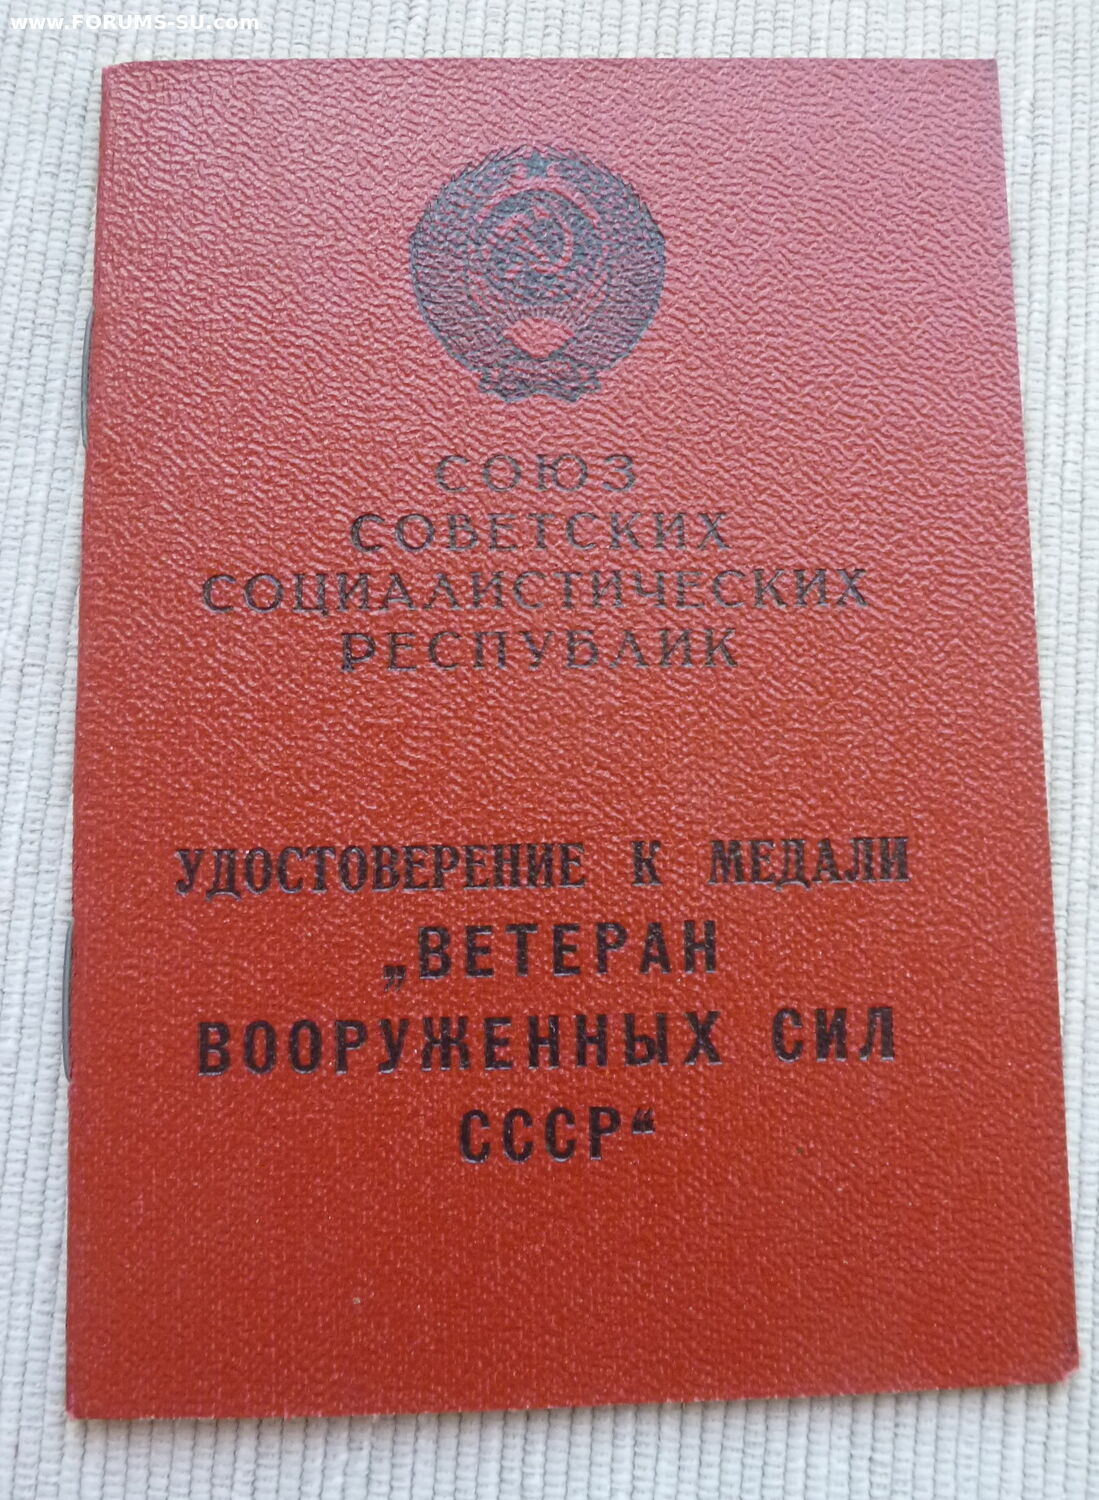 www.FORUMS-SU.com
СОЮЗ
СОВЕТСКИХ
СОЦИАЛИСТИЧЕСКИХ
РЕСПУБЛИК
УДОСТОВЕРЕНИЕ К МЕДАЛИ
„ВЕТЕРАН
ВООРУЖЕННЫХ СИЛ
СССР“